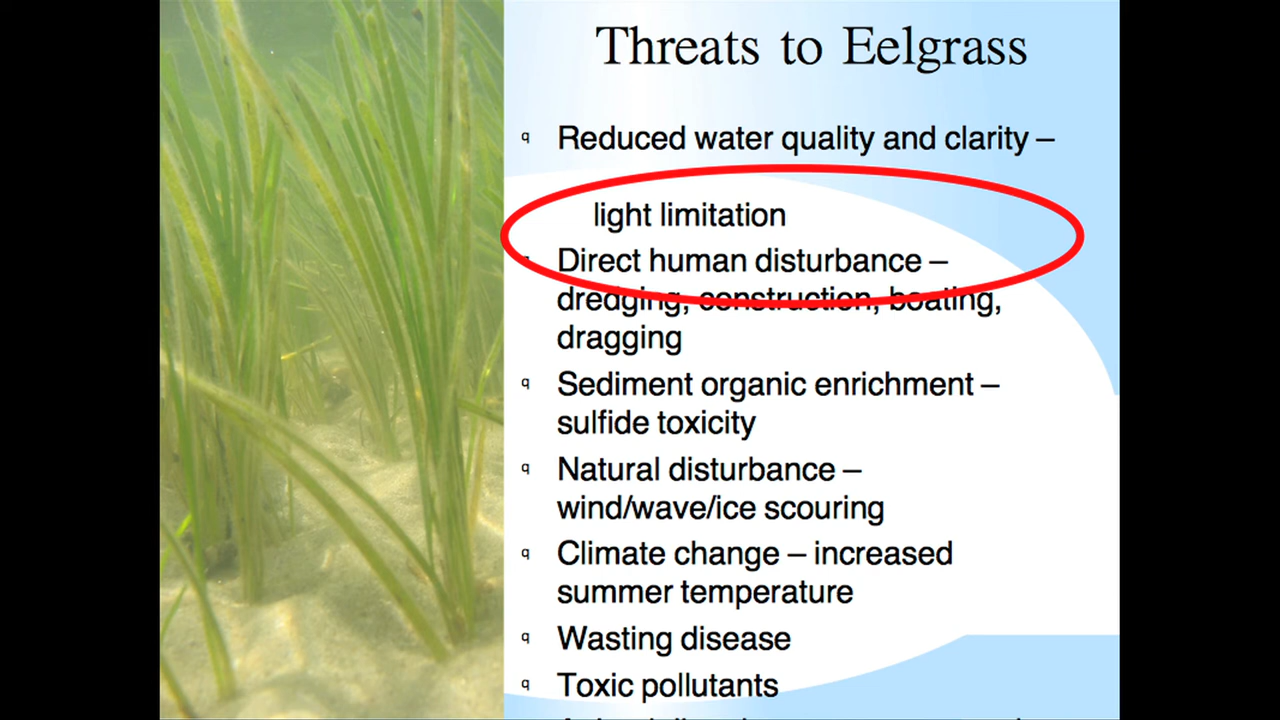 Threats to Eelgrass
q Reduced water quality and clarity –
light limitation
Direct human disturbance –
dredging, construction, boating,
dragging
q Sediment organic enrichment –
sulfide toxicity
q Natural disturbance –
wind/wave/ice scouring
q Climate change – increased
summer temperature
q Wasting disease
q Toxic pollutants